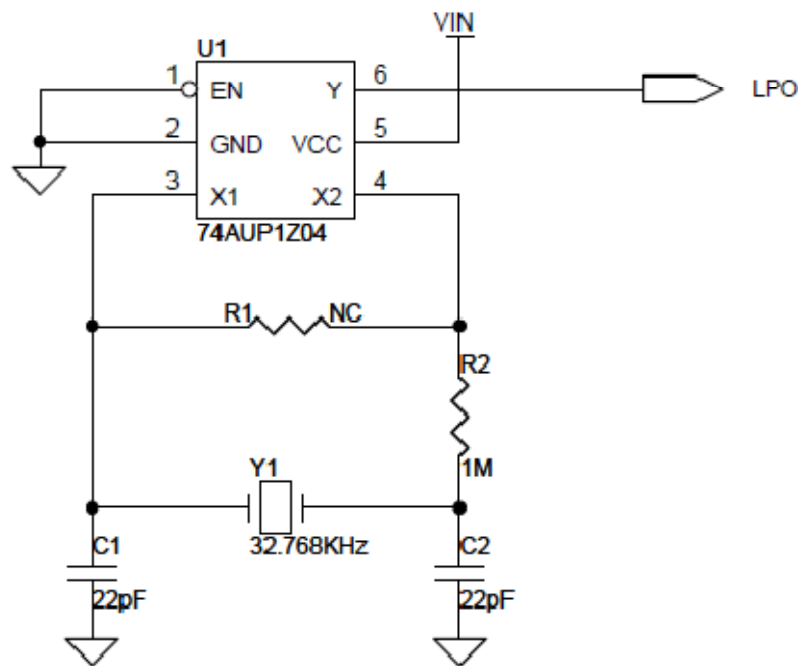 VIN
U1
1 EN Y 6 LPO
2 GND VCC 5
3 X1 X2 4
74AUP1Z04
R1 NC
R2
1M
Y1
32.768KHz
C1 C2
22pF 22pF